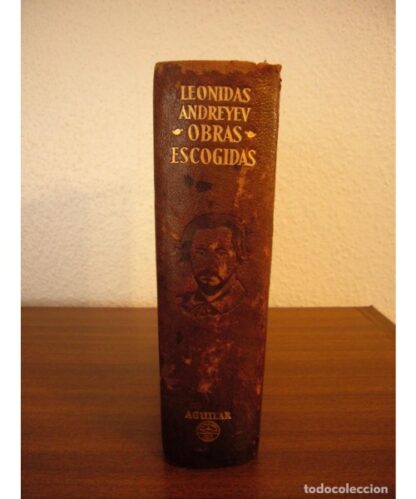 LEONIDAS
ANDREYEV
OBRAS
ESCOGIDAS
AGUILAR
todocoleccion